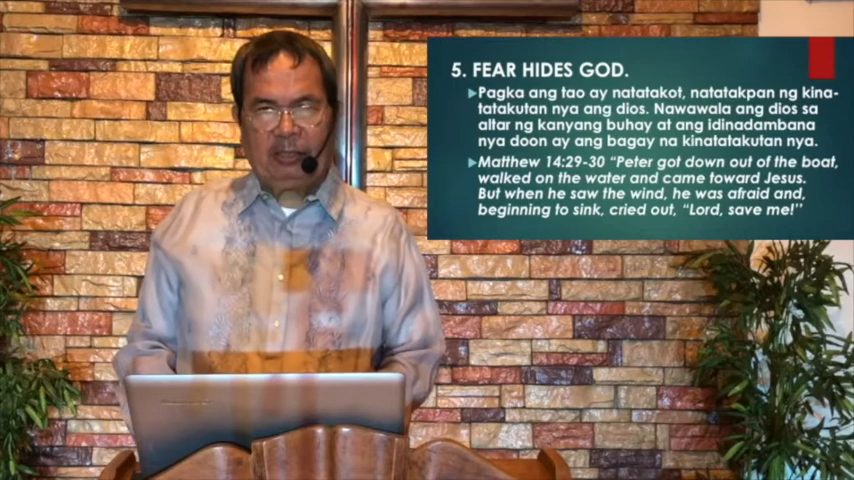 5. FEAR HIDES GOD.
Pagka ang tao ay natatakot, natatakpan ng kina-
tatakutan nya ang dios. Nawawala ang dios sa
altar ng kanyang buhay at ang idinadambana
nya doon ay ang bagay na kinatatakutan nya.
Matthew 14:29-30 “Peter got down out of the boat,
walked on the water and came toward Jesus.
But when he saw the wind, he was afraid and,
beginning to sink, cried out, “Lord, save me!’’